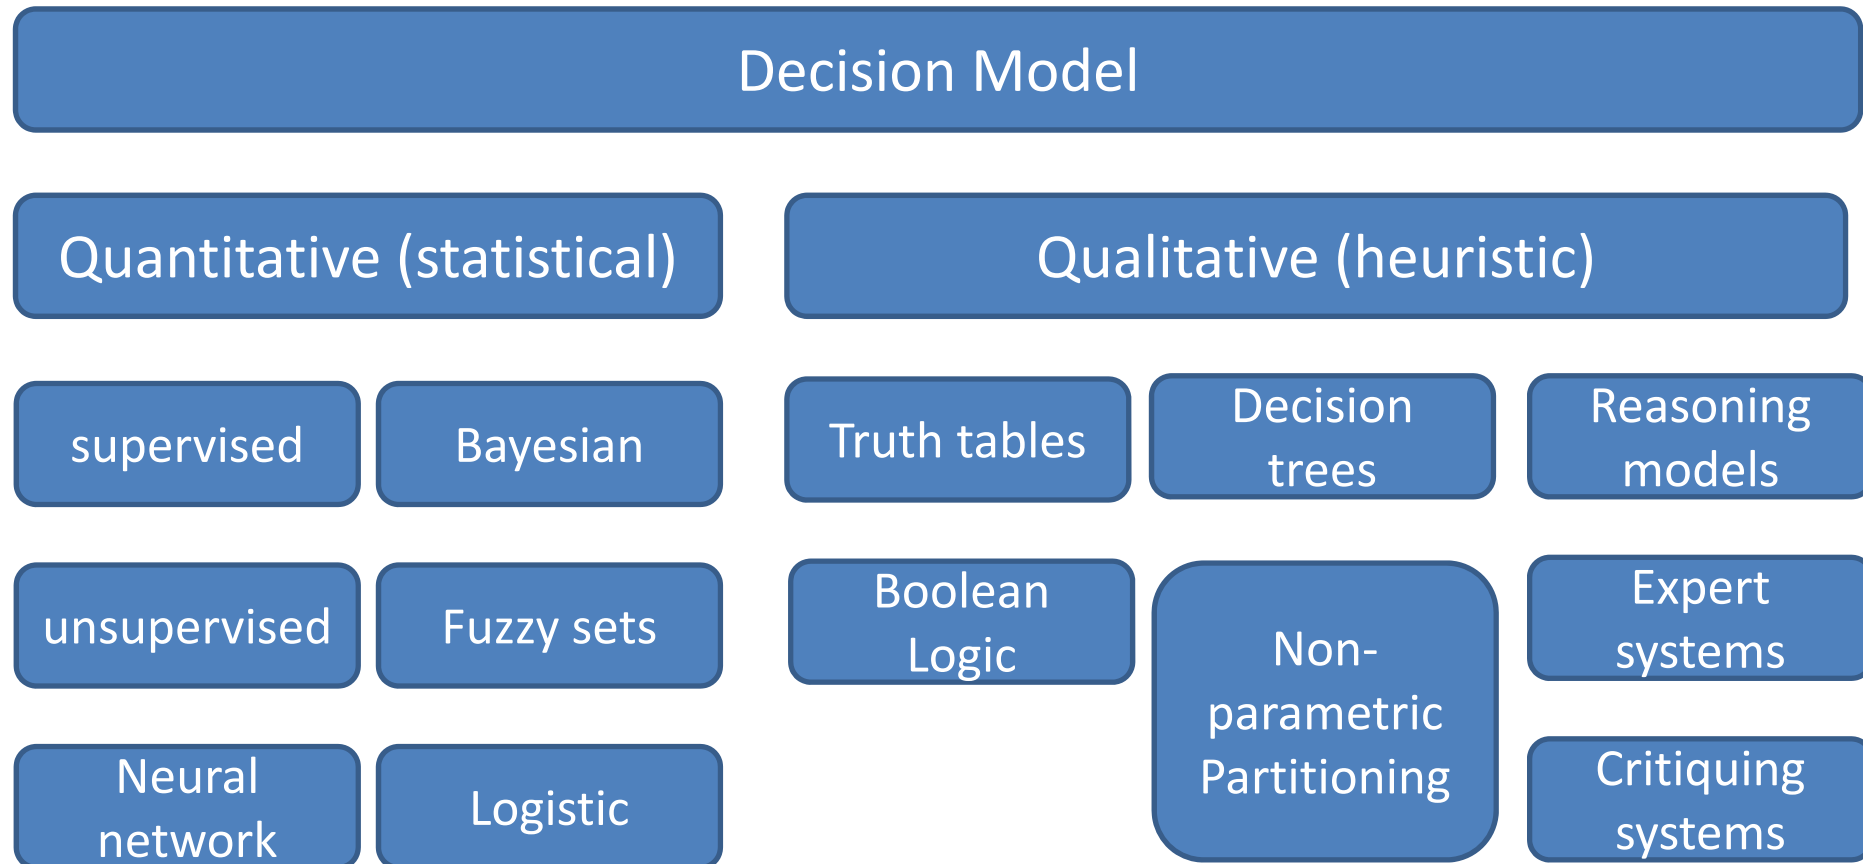 Decision Model
Quantitative (statistical)
Qualitative (heuristic)
supervised
Bayesian
Truth tables
Decision
trees
Reasoning
models
unsupervised
Fuzzy sets
Boolean
Logic
Non-
parametric
Partitioning
Expert
systems
Neural
network
Logistic
Critiquing
systems